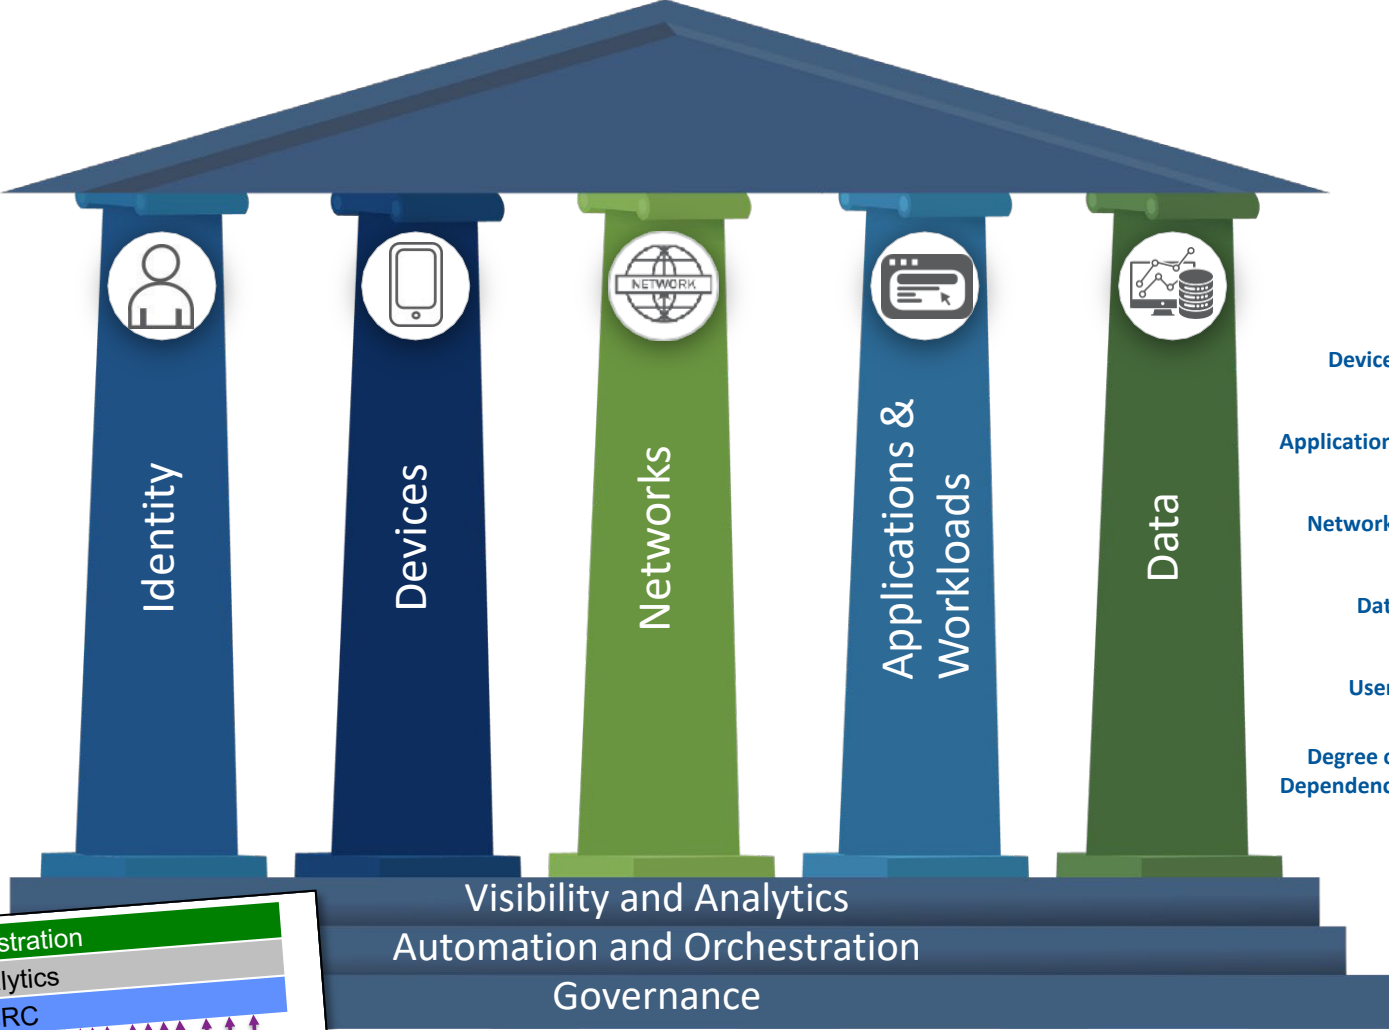 NETWORK
Identity
Devices
Networks
Applications &
Workloads
Data
Device
Application
Network
Dat
User
Degree o
Dependenc
Visibility and Analytics
Automation and Orchestration
Governance
stration
lytics
RC